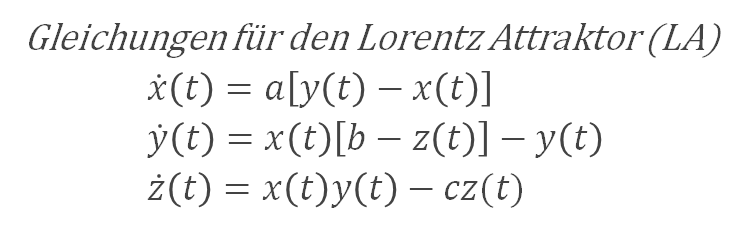 Gleichungen für den Lorentz Attraktor (LA)
ẋ(t) = a[y(t) − x(t)]
ẏ(t) = x(t)[b − z(t)] − y(t)
ż(t) = x(t)y(t) − cz(t)